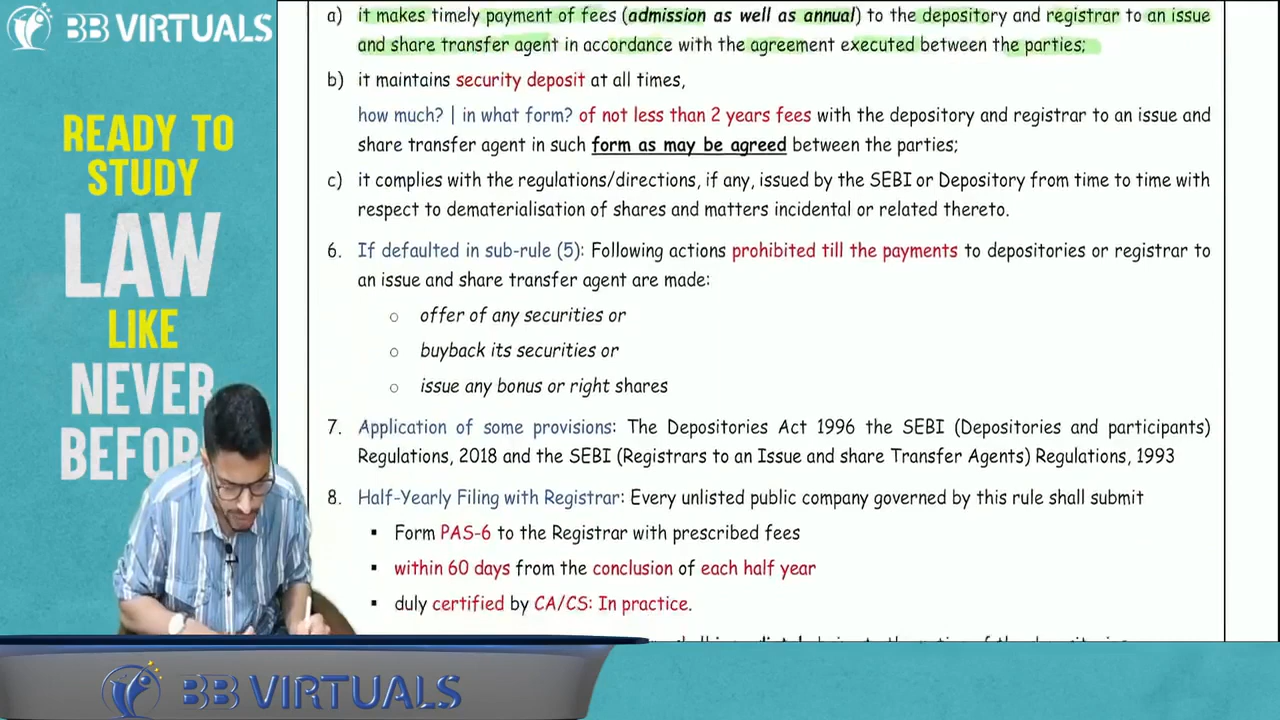 BB VIRTUALS
READY TO
STUDY
LAW
LIKE
NEVER
BEFOR
a) it makes timely payment of fees (admission as well as annual) to the depository and registrar to an issue
and share transfer agent in accordance with the agreement executed between the parties;
b) it maintains security deposit at all times,
how much? | in what form? of not less than 2 years fees with the depository and registrar to an issue and
share transfer agent in such form as may be agreed between the parties;
c) it complies with the regulations/directions, if any, issued by the SEBI or Depository from time to time with
respect to dematerialisation of shares and matters incidental or related thereto.
6. If defaulted in sub-rule (5): Following actions prohibited till the payments to depositories or registrar to
an issue and share transfer agent are made:
o offer of any securities or
o buyback its securities or
o issue any bonus or right shares
7. Application of some provisions: The Depositories Act 1996 the SEBI (Depositories and participants)
Regulations, 2018 and the SEBI (Registrars to an Issue and share Transfer Agents) Regulations, 1993
8. Half-Yearly Filing with Registrar: Every unlisted public company governed by this rule shall submit
▪ Form PAS-6 to the Registrar with prescribed fees
▪ within 60 days from the conclusion of each half year
▪ duly certified by CA/CS: In practice.
BB VIRTUALS